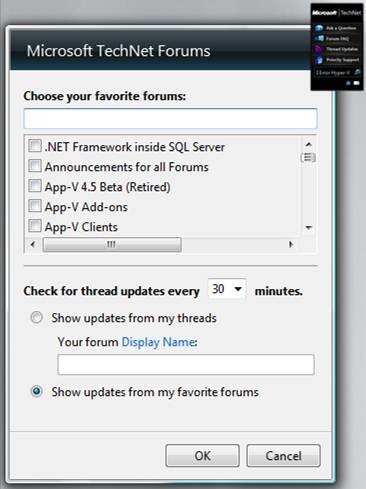 Microsoft | TechNet
Ask a Question
Forum FAQ
Thread Updates
Priority Support
Error Hyper-V
Microsoft TechNet Forums
Choose your favorite forums:
.NET Framework inside SQL Server
Announcements for all Forums
App-V 4.5 Beta (Retired)
App-V Add-ons
App-V Clients
Check for thread updates every 30 minutes.
Show updates from my threads
Your forum Display Name:
Show updates from my favorite forums
OK Cancel